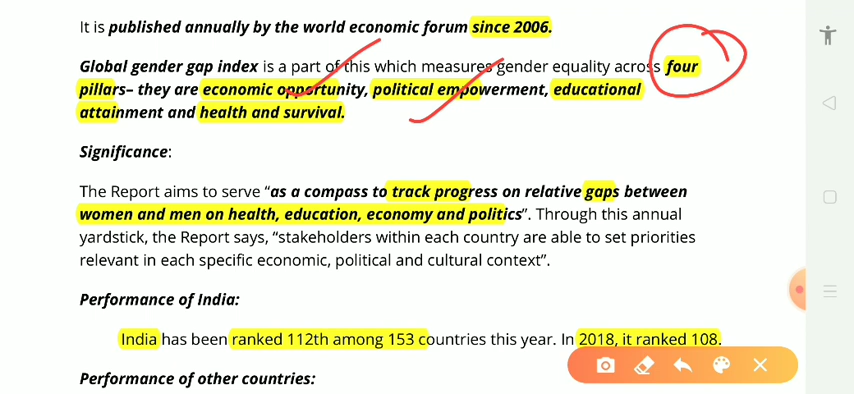 It is published annually by the world economic forum since 2006.
Global gender gap index is a part of this which measures gender equality across four
pillars– they are economic opportunity, political empowerment, educational
attainment and health and survival.
Significance:
The Report aims to serve “as a compass to track progress on relative gaps between
women and men on health, education, economy and politics”. Through this annual
yardstick, the Report says, “stakeholders within each country are able to set priorities
relevant in each specific economic, political and cultural context”.
Performance of India:
India has been ranked 112th among 153 countries this year. In 2018, it ranked 108.
Performance of other countries: